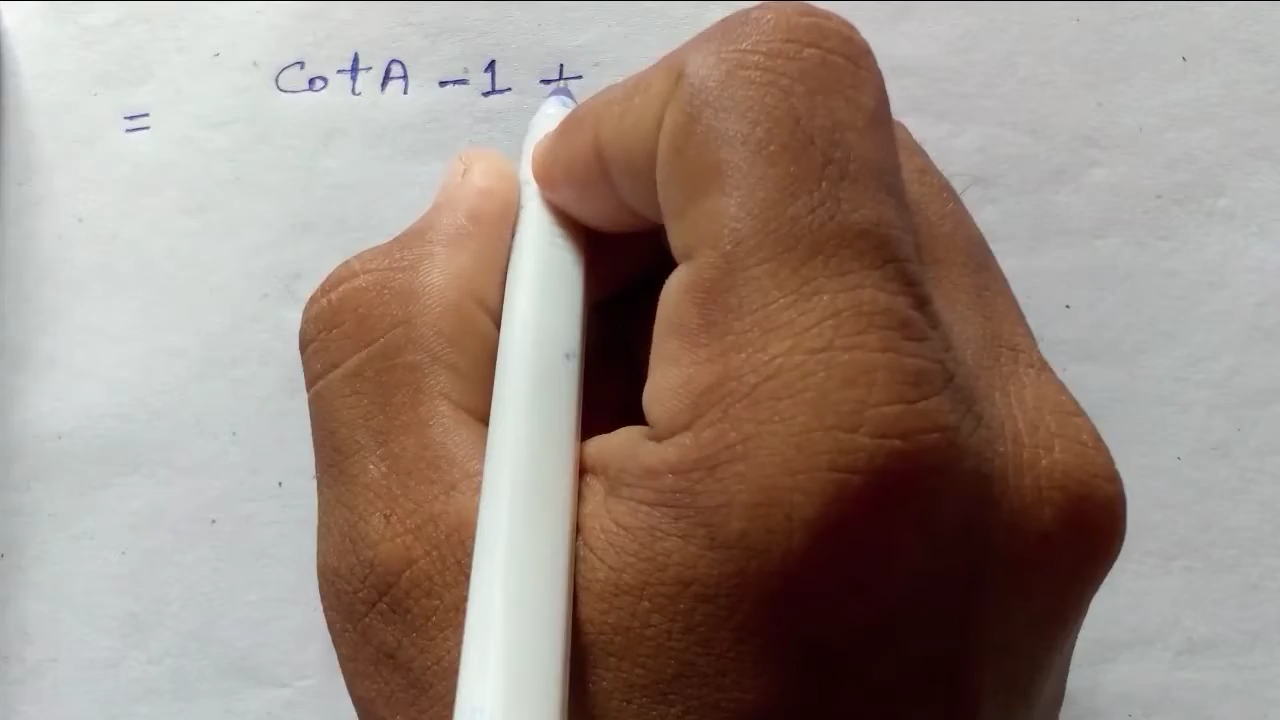 cotA - 1 +
=